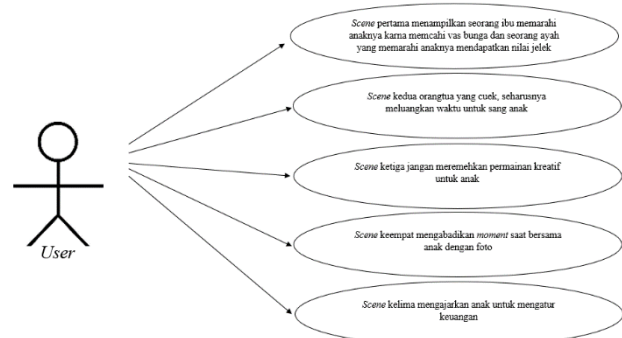 Scene pertama menampilkan seorang ibu memarahi
anaknya karna memcahi vas bunga dan seorang ayah
yang memarahi anaknya mendapatkan nilai jelek
Scene kedua orangtua yang cuek, seharusnya
meluangkan waktu untuk sang anak
Scene ketiga jangan meremehkan permainan kreatif
untuk anak
Scene keempat mengabadikan moment saat bersama
anak dengan foto
Scene kelima mengajarkan anak untuk mengatur
keuangan
User